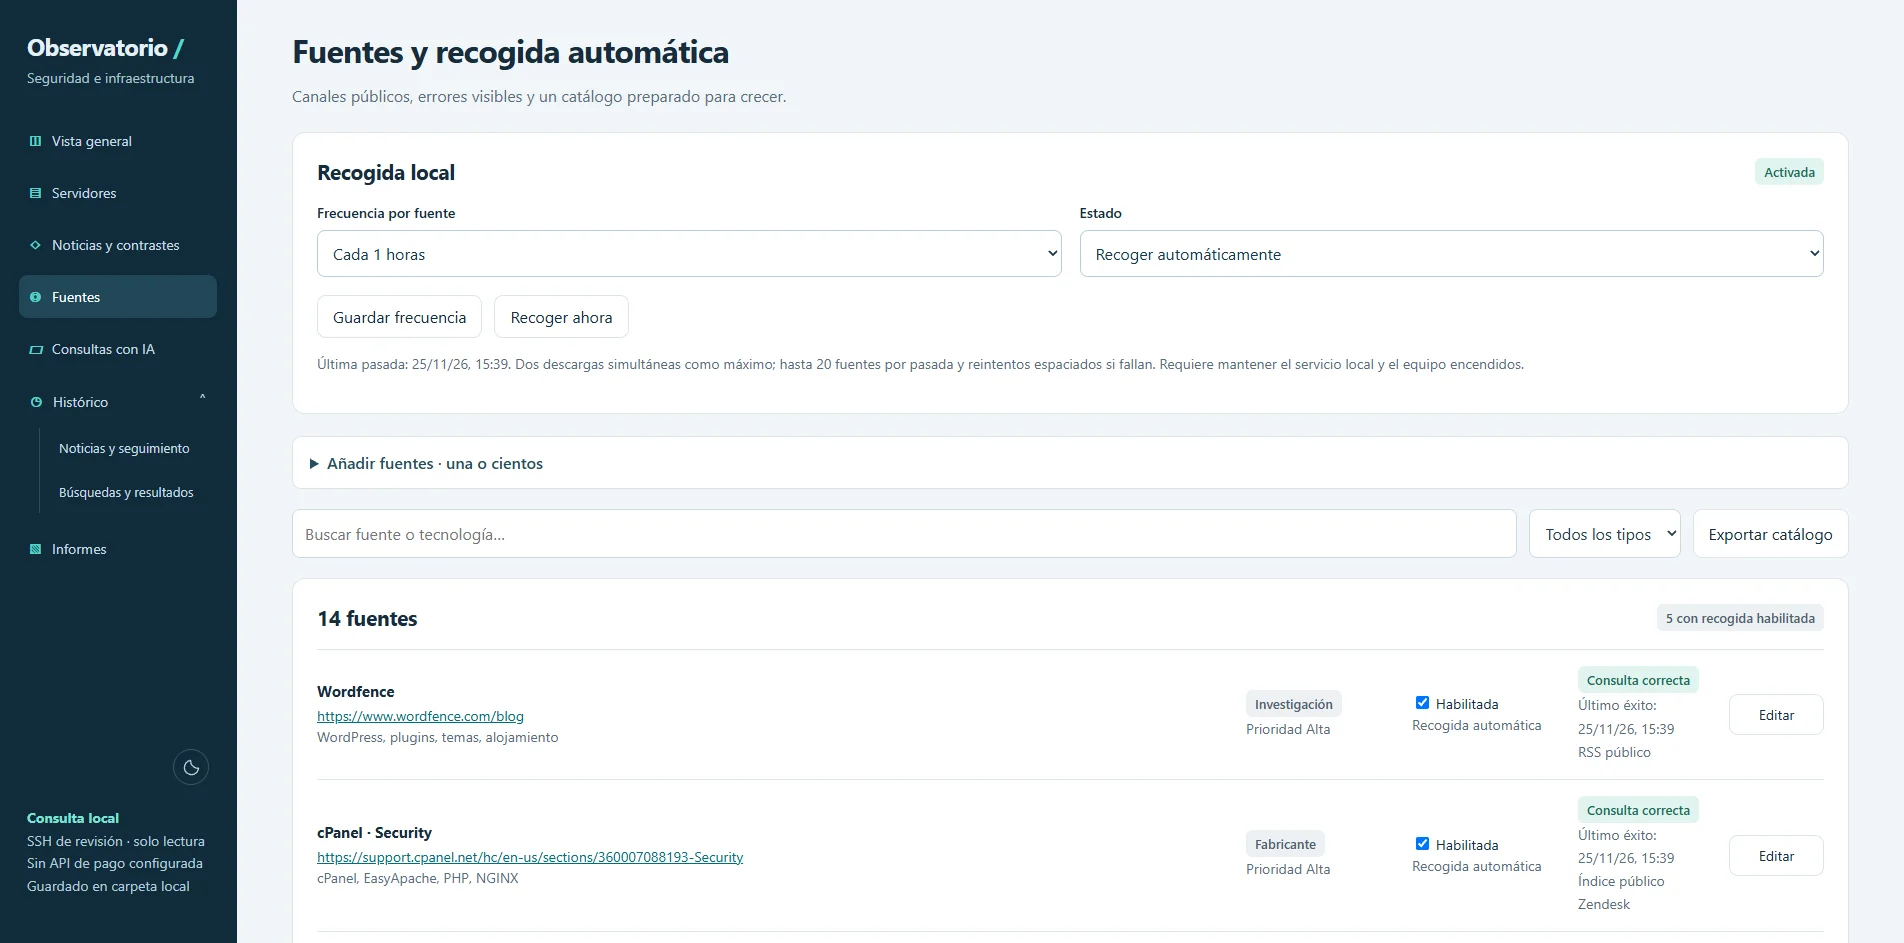 Observatorio /
Seguridad e infraestructura
Vista general
Servidores
Noticias y contrastes
Fuentes
Consultas con IA
Histórico
Noticias y seguimiento
Búsquedas y resultados
Informes
Consulta local
SSH de revisión · solo lectura
Sin API de pago configurada
Guardado en carpeta local
Fuentes y recogida automática
Canales públicos, errores visibles y un catálogo preparado para crecer.
Recogida local
Activada
Frecuencia por fuente
Estado
Cada 1 horas
Recoger automáticamente
Guardar frecuencia
Recoger ahora
Última pasada: 25/11/26, 15:39. Dos descargas simultáneas como máximo; hasta 20 fuentes por pasada y reintentos espaciados si fallan. Requiere mantener el servicio local y el equipo encendidos.
Añadir fuentes · una o cientos
Buscar fuente o tecnología...
Todos los tipos
Exportar catálogo
14 fuentes
5 con recogida habilitada
Wordfence
https://www.wordfence.com/blog
WordPress, plugins, temas, alojamiento
Investigación
Prioridad Alta
Habilitada
Recogida automática
Consulta correcta
Último éxito:
25/11/26, 15:39
RSS público
Editar
cPanel · Security
https://support.cpanel.net/hc/en-us/sections/360007088193-Security
cPanel, EasyApache, PHP, NGINX
Fabricante
Prioridad Alta
Habilitada
Recogida automática
Consulta correcta
Último éxito:
25/11/26, 15:39
Índice público
Zendesk
Editar